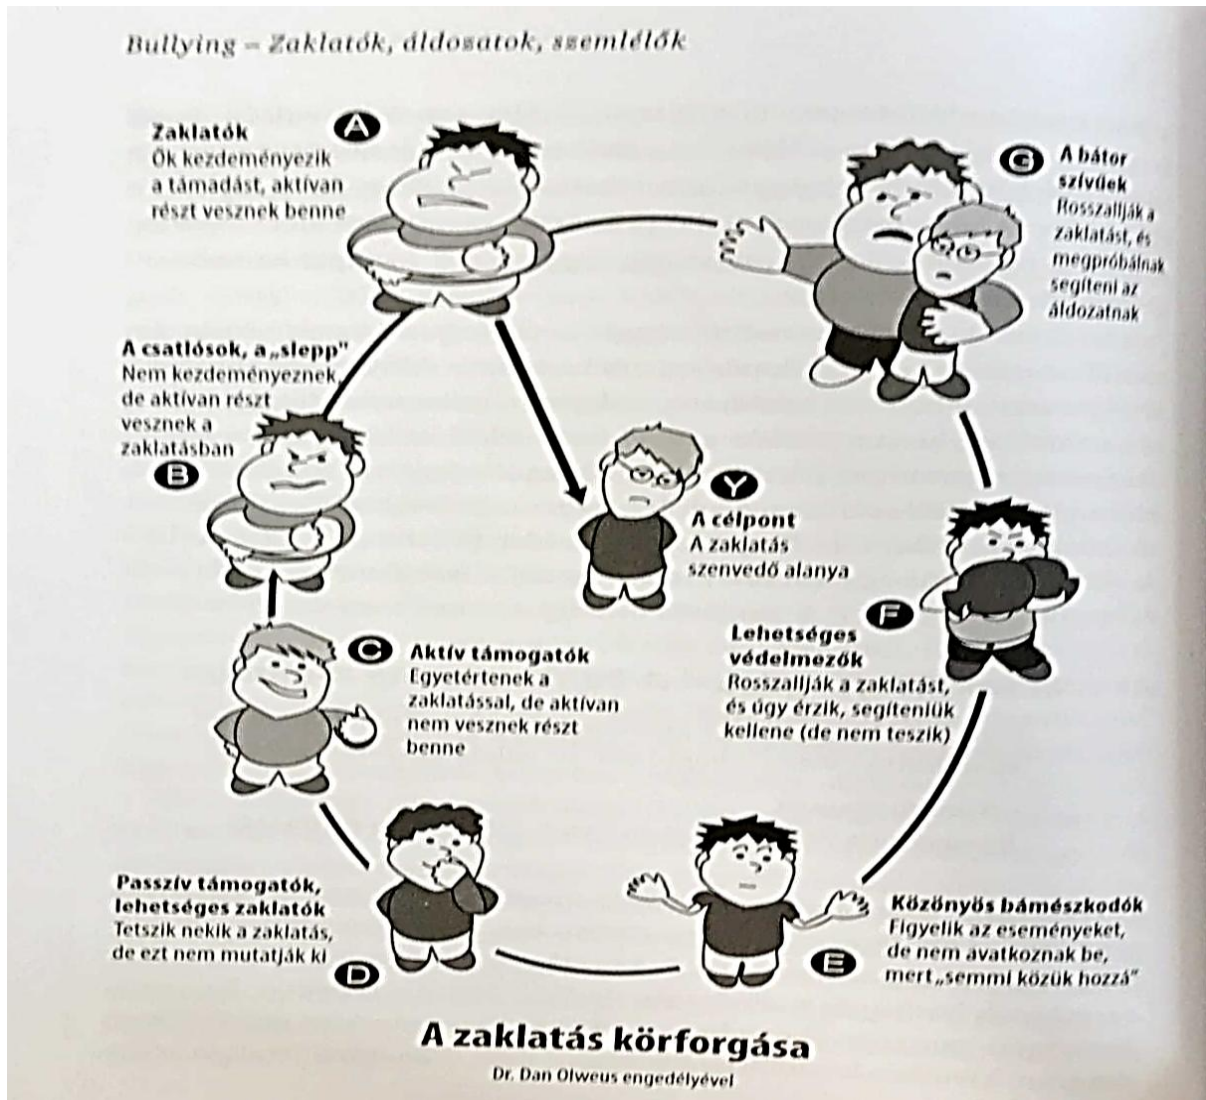 Bullying – Zaklatók, áldozatok, szemlélők
A
Zaklatók
Ők kezdeményezik
a támadást, aktívan
részt vesznek benne
G
A bátor
szívűek
Rosszallják a
zaklatást, és
megpróbálnak
segíteni az
áldozatnak
A csatlósok, a „slepp"
Nem kezdeményeznek,
de aktívan részt
vesznek a
zaklatásban
B
Y
A célpont
A zaklatás
szenvedő alanya
F
Lehetséges
védelmezők
Rosszallják a zaklatást,
és úgy érzik, segíteniük
kellene (de nem teszik)
C
Aktív támogatók
Egyetértenek a
zaklatással, de aktívan
nem vesznek részt
benne
Passzív támogatók,
lehetséges zaklatók
Tetszik nekik a zaklatás,
de ezt nem mutatják ki
D
E
Közönyös bámészkodók
Figyelik az eseményeket,
de nem avatkoznak be,
mert „semmi közük hozzá"
A zaklatás körforgása
Dr. Dan Olweus engedélyével